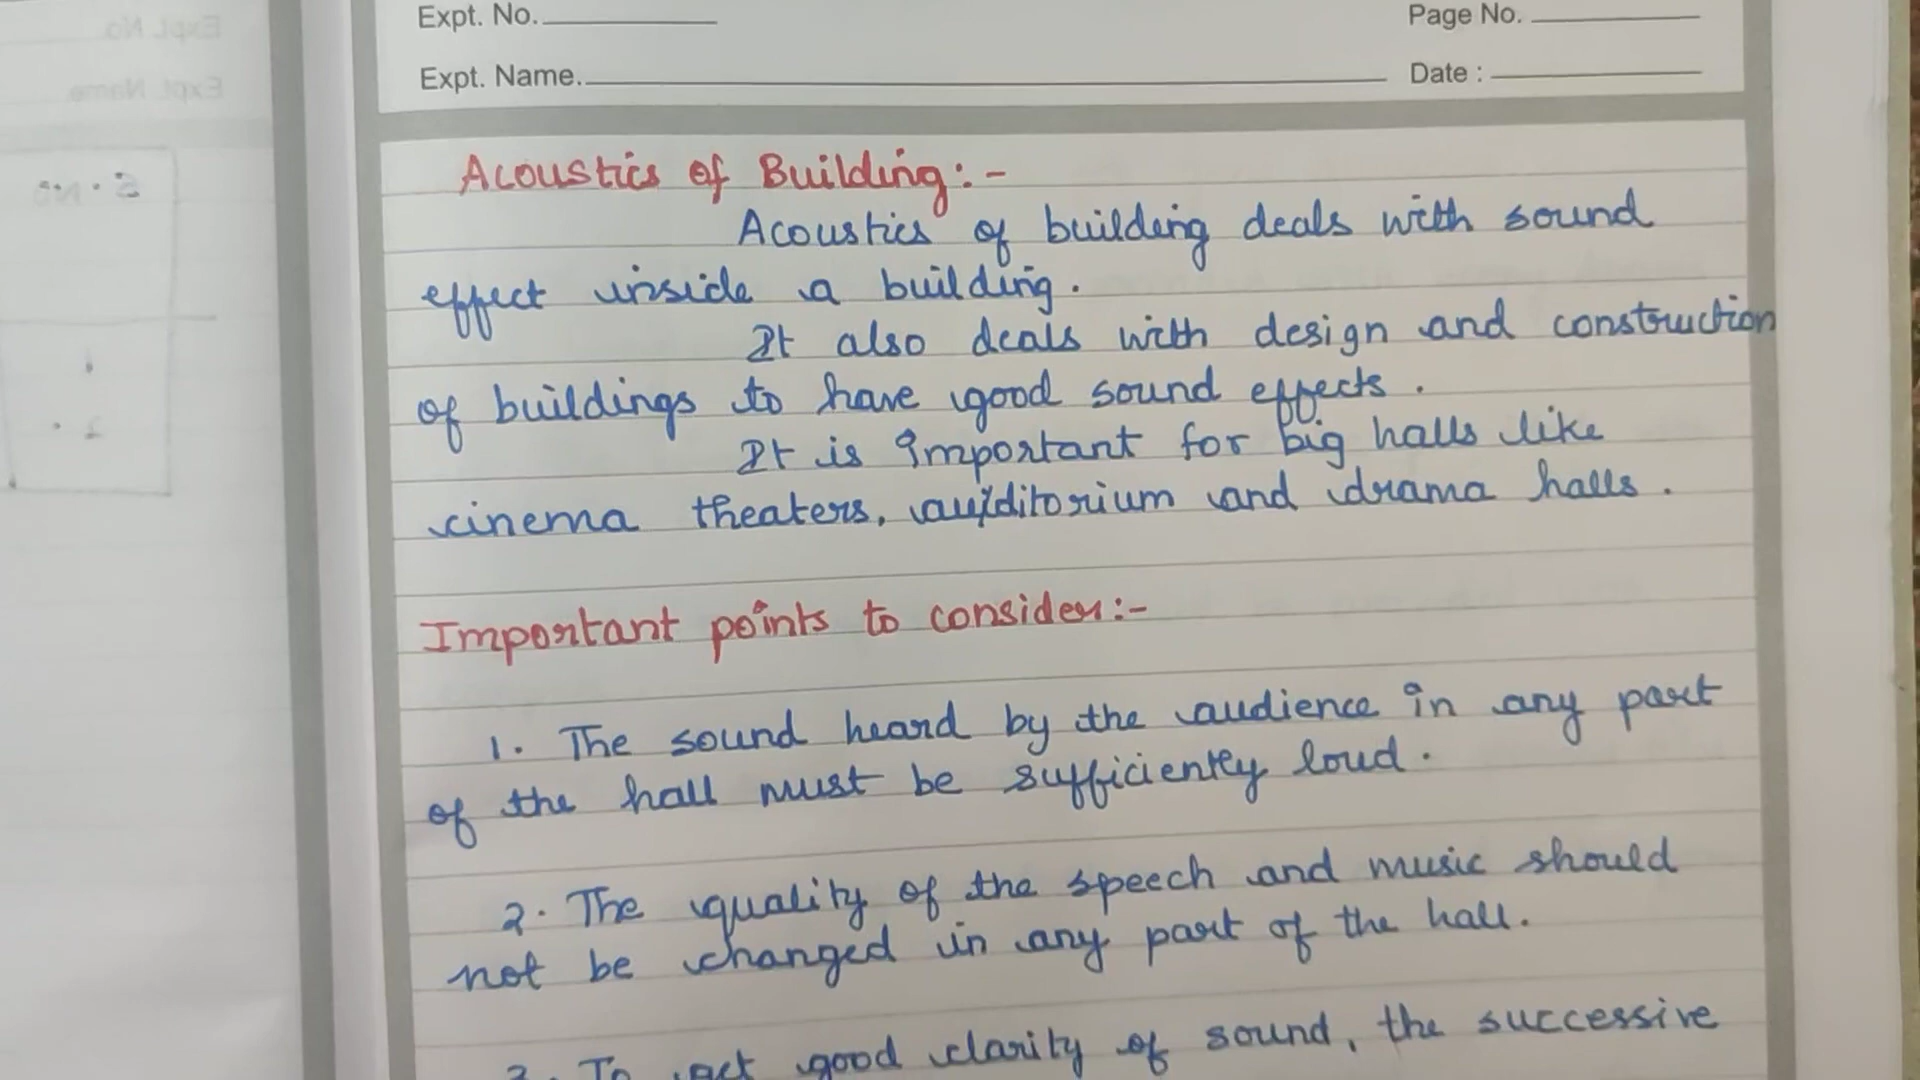 Expt. No.
Page No.
Expt. Name.
Date :
Acoustics of Building:-
Acoustics of building deals with sound
effect inside a building.
It also deals with design and construction
of buildings to have good sound effects.
It is important for big halls like
cinema theaters, auditorium and drama halls.
Important points to consider:-
1. The sound heard by the audience in any part
of the hall must be sufficiently loud.
2. The quality of the speech and music should
not be changed in any part of the hall.
3. To get good clarity of sound, the successive